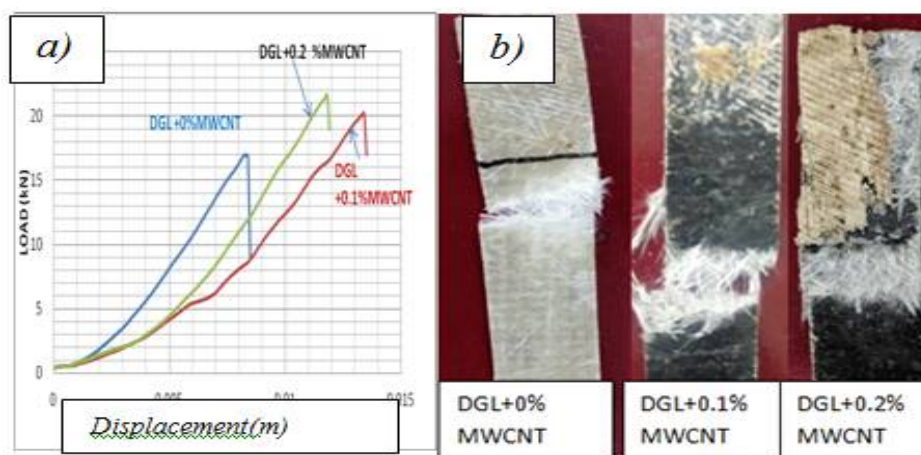 a)
DGL+0.2 %MWCNT
DGL+0%MWCNT
DGL
+0.1%MWCNT
LOAD (kN)
20
15
10
5
0
0
0.005
0.01
0.015
Displacement(m)
b)
DGL+0%
MWCNT
DGL+0.1%
MWCNT
DGL+0.2%
MWCNT